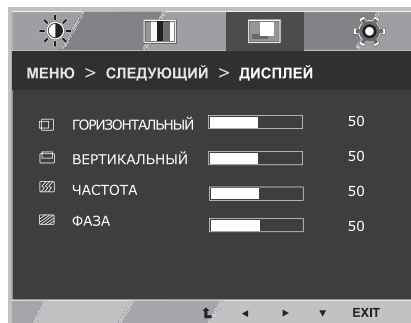 МЕНЮ > СЛЕДУЮЩИЙ > ДИСПЛЕЙ
ГОРИЗОНТАЛЬНЫЙ 50
ВЕРТИКАЛЬНЫЙ 50
ЧАСТОТА 50
ФАЗА 50
EXIT